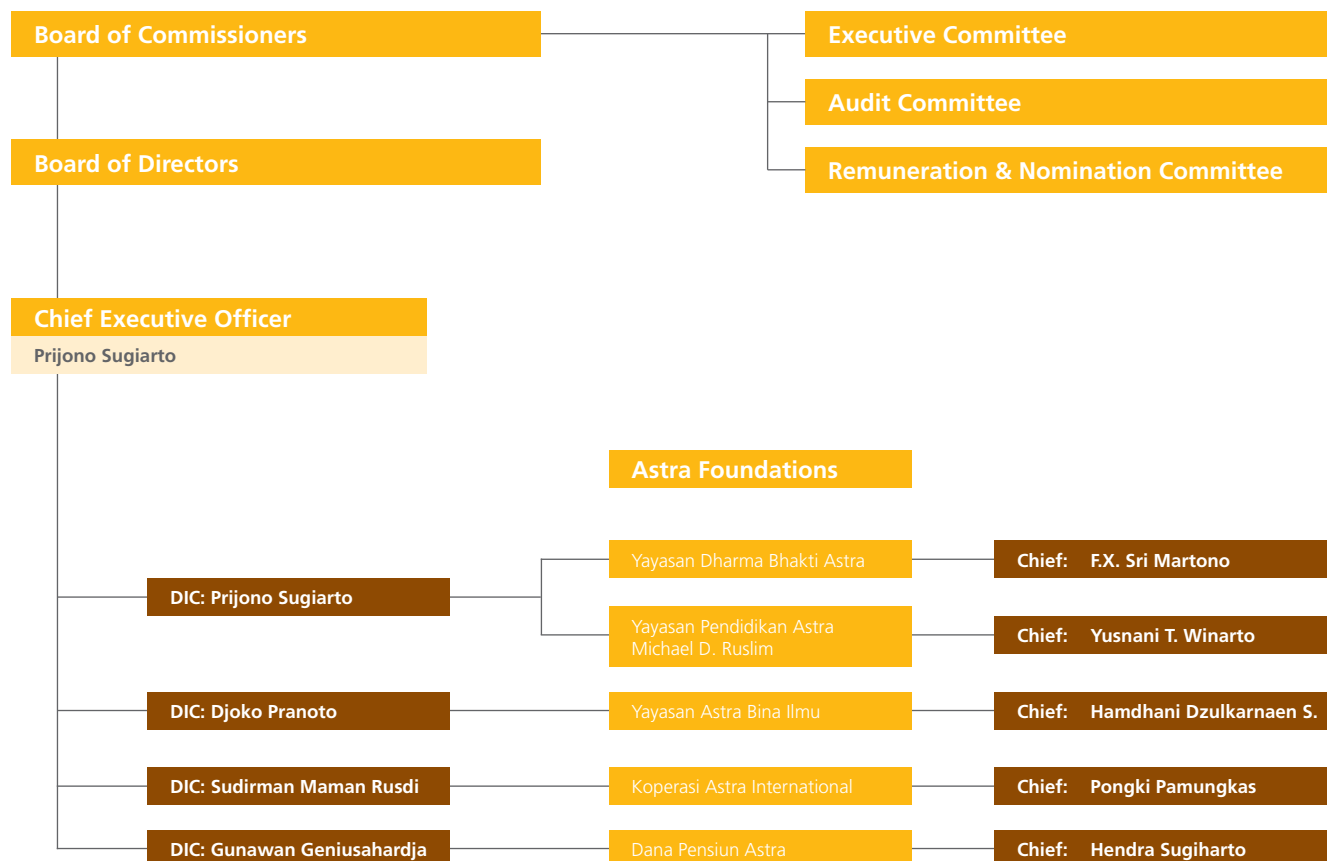 Board of Commissioners
Executive Committee
Audit Committee
Board of Directors
Remuneration & Nomination Committee
Chief Executive Officer
Prijono Sugiarto
Astra Foundations
Yayasan Dharma Bhakti Astra
Chief: F.X. Sri Martono
DIC: Prijono Sugiarto
Yayasan Pendidikan Astra
Michael D. Ruslim
Chief: Yusnani T. Winarto
DIC: Djoko Pranoto
Yayasan Astra Bina Ilmu
Chief: Hamdhani Dzulkarnaen S.
DIC: Sudirman Maman Rusdi
Koperasi Astra International
Chief: Pongki Pamungkas
DIC: Gunawan Geniusahardja
Dana Pensiun Astra
Chief: Hendra Sugiharto